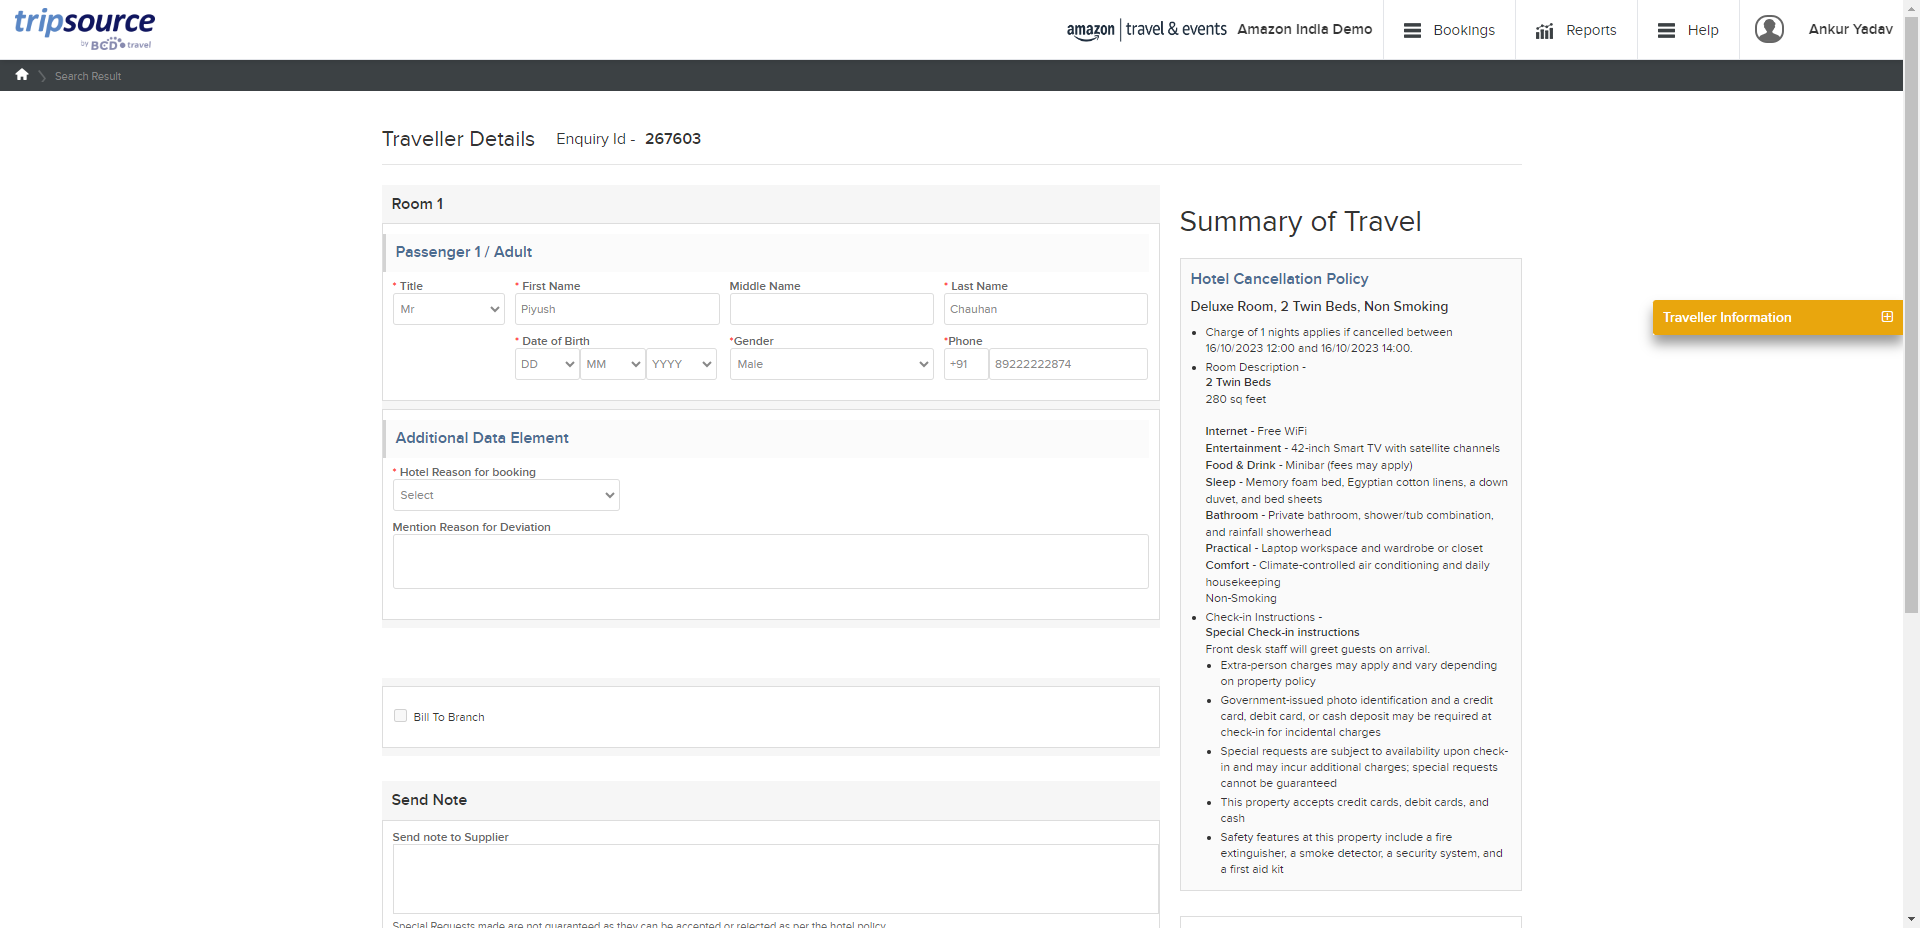 tripsource
by BCD travel
amazon travel & events Amazon India Demo
Bookings
Reports
Help
Ankur Yadav
Search Result
Traveller Details Enquiry Id - 267603
Room 1
Passenger 1 / Adult
* Title * First Name Middle Name * Last Name
Mr Piyush Chauhan
* Date of Birth *Gender *Phone
DD MM YYYY Male +91 89222222874
Additional Data Element
* Hotel Reason for booking
Select
Mention Reason for Deviation
Bill To Branch
Send Note
Send note to Supplier
Special Requests made are not guaranteed as they can be accepted or rejected as per the hotel policy
Summary of Travel
Hotel Cancellation Policy
Deluxe Room, 2 Twin Beds, Non Smoking
Charge of 1 nights applies if cancelled between
16/10/2023 12:00 and 16/10/2023 14:00.
Room Description -
2 Twin Beds
280 sq feet
Internet - Free WiFi
Entertainment - 42-inch Smart TV with satellite channels
Food & Drink - Minibar (fees may apply)
Sleep - Memory foam bed, Egyptian cotton linens, a down
duvet, and bed sheets
Bathroom - Private bathroom, shower/tub combination,
and rainfall showerhead
Practical - Laptop workspace and wardrobe or closet
Comfort - Climate-controlled air conditioning and daily
housekeeping
Non-Smoking
Check-in Instructions -
Special Check-in instructions
Front desk staff will greet guests on arrival.
Extra-person charges may apply and vary depending
on property policy
Government-issued photo identification and a credit
card, debit card, or cash deposit may be required at
check-in for incidental charges
Special requests are subject to availability upon check-
in and may incur additional charges; special requests
cannot be guaranteed
This property accepts credit cards, debit cards, and
cash
Safety features at this property include a fire
extinguisher, a smoke detector, a security system, and
a first aid kit
Traveller Information